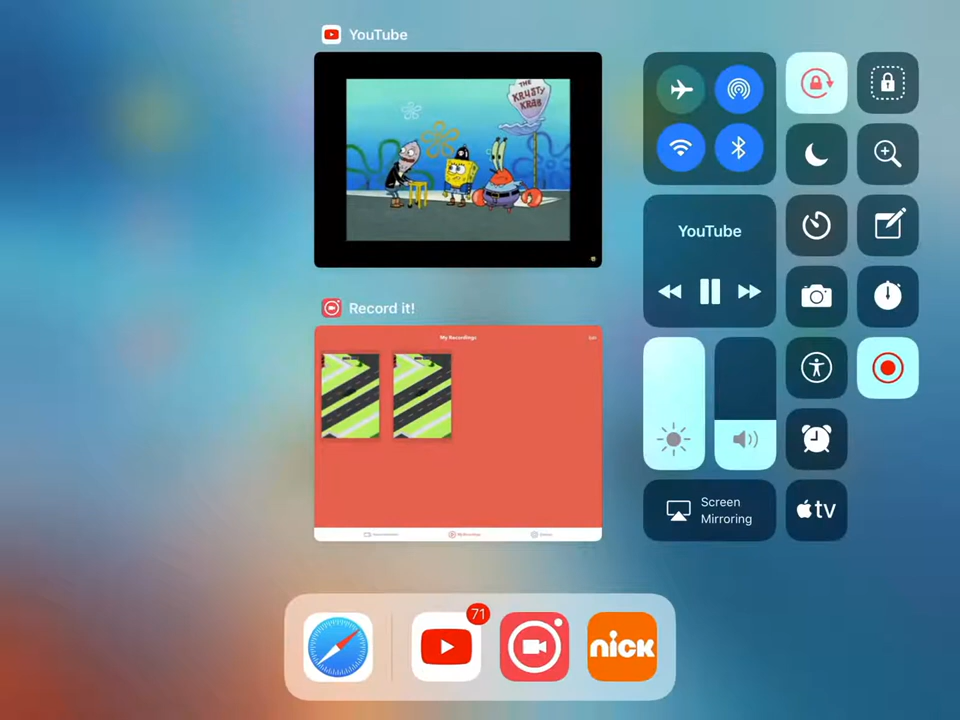 YouTube
THE
KRUSTY
KRAB
Record it!
My Recordings
YouTube
Screen
Mirroring
tv
71
nick